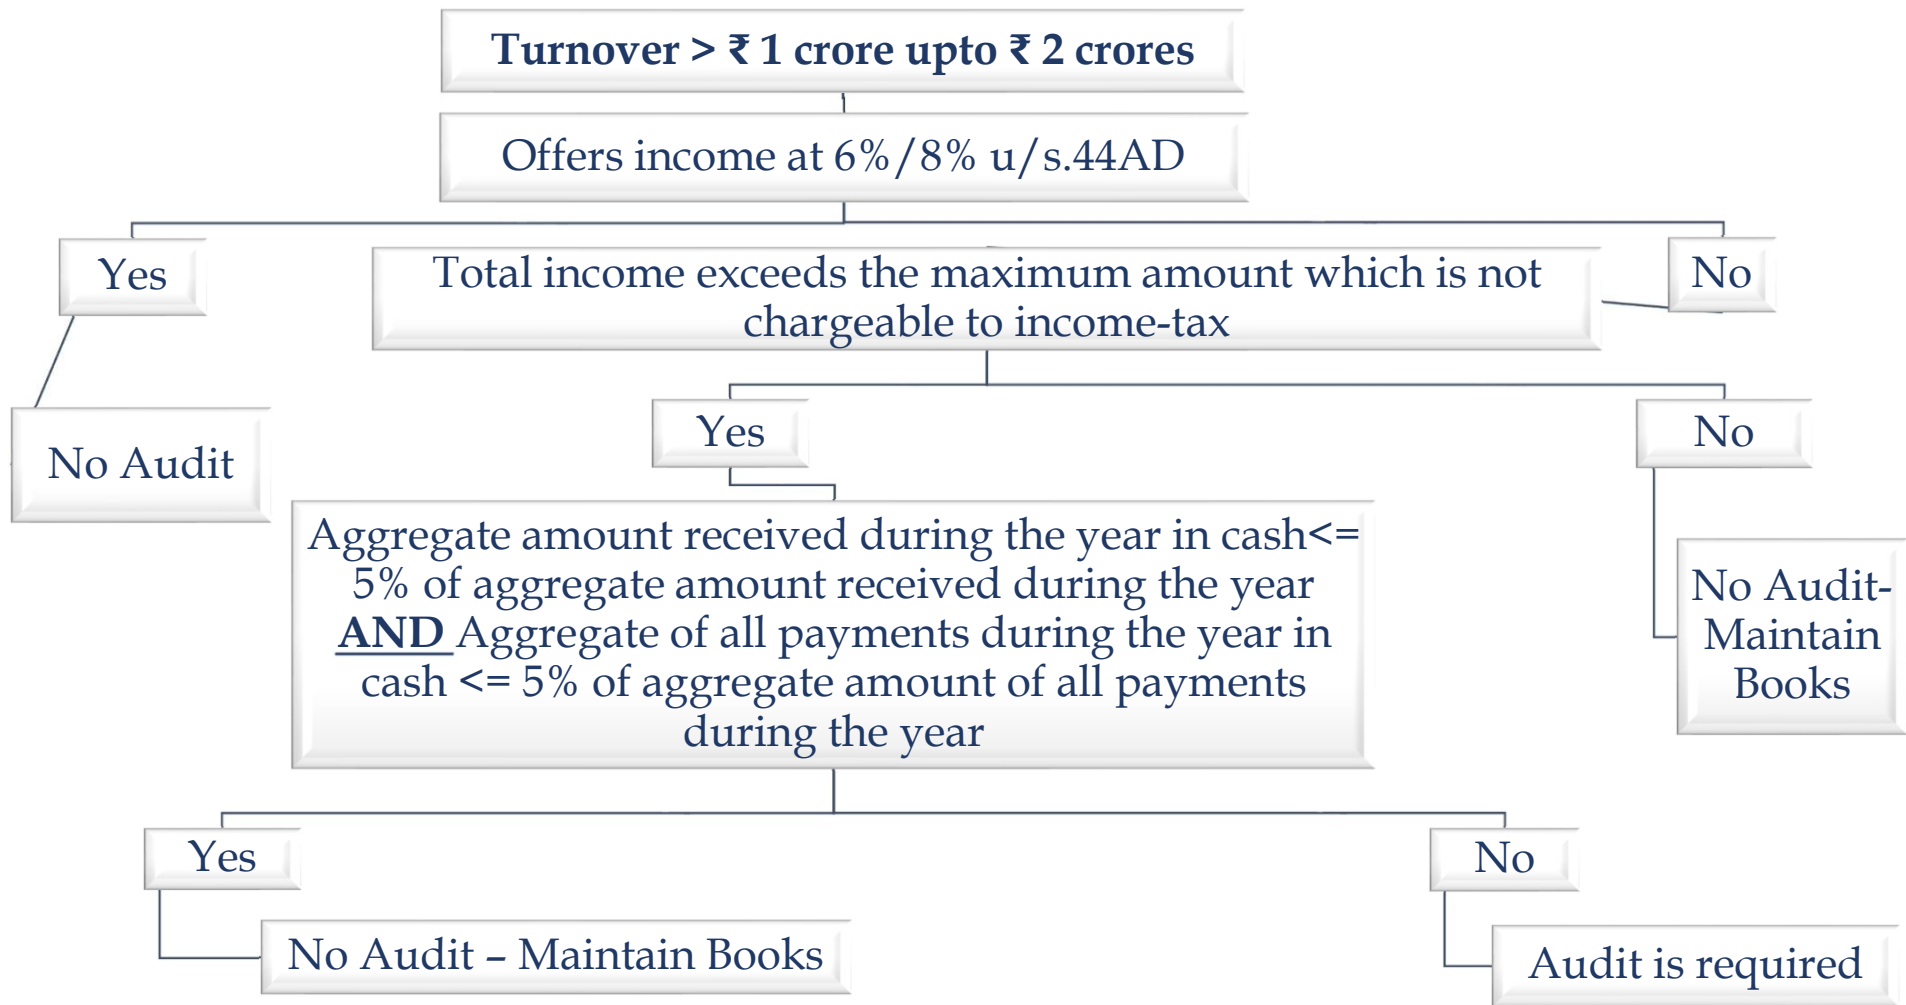 Turnover > ₹ 1 crore upto ₹ 2 crores
Offers income at 6%/8% u/s.44AD
Yes
Total income exceeds the maximum amount which is not
chargeable to income-tax
No
No Audit
Yes
No
Aggregate amount received during the year in cash<=
5% of aggregate amount received during the year
AND Aggregate of all payments during the year in
cash <= 5% of aggregate amount of all payments
during the year
No Audit-
Maintain
Books
Yes
No
No Audit – Maintain Books
Audit is required